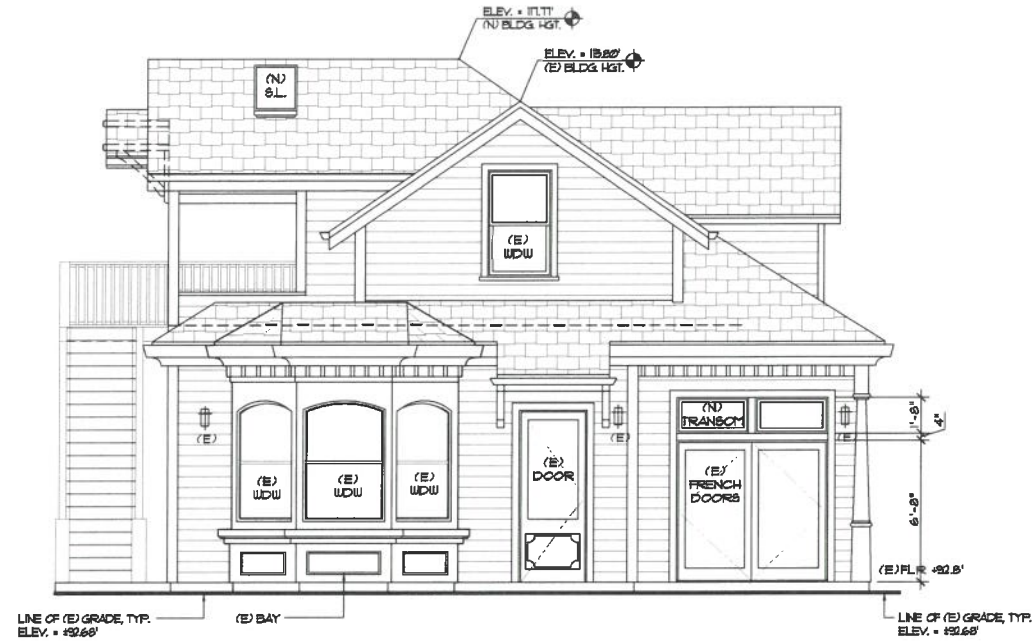 ELEV. = 117.77'
(N) BLDG. HGT.
ELEV. = 113.80'
(E) BLDG. HGT.
(N)
S.L.
(E)
WDW
(N)
TRANSOM
1'-8"
4"
(E)
(E)
(E)
(E)
WDW
(E)
WDW
(E)
WDW
(E)
DOOR
(E)
FRENCH
DOORS
6'-8"
(E) FLR ±92.8'
LINE OF (E) GRADE, TYP.
ELEV. = ±92.68'
(E) BAY
LINE OF (E) GRADE, TYP.
ELEV. = ±92.68'